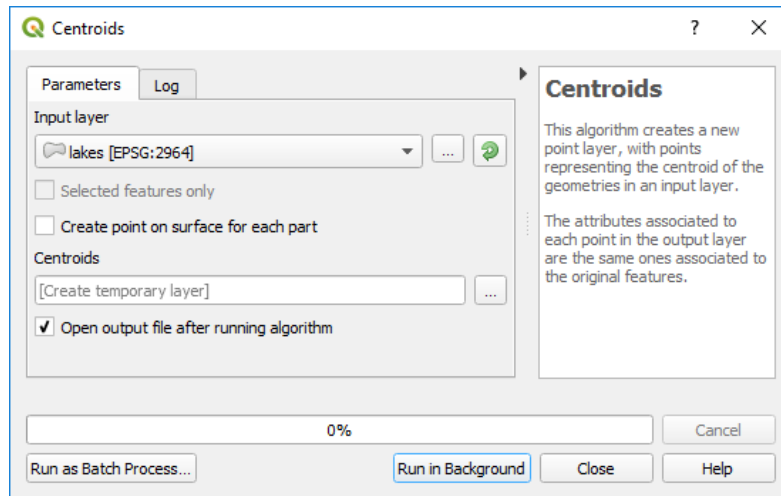 Centroids
?
Parameters
Log
Input layer
lakes [EPSG:2964]
...
Selected features only
Create point on surface for each part
Centroids
[Create temporary layer]
...
Open output file after running algorithm
Centroids
This algorithm creates a new
point layer, with points
representing the centroid of the
geometries in an input layer.
The attributes associated to
each point in the output layer
are the same ones associated to
the original features.
0%
Cancel
Run as Batch Process...
Run in Background
Close
Help